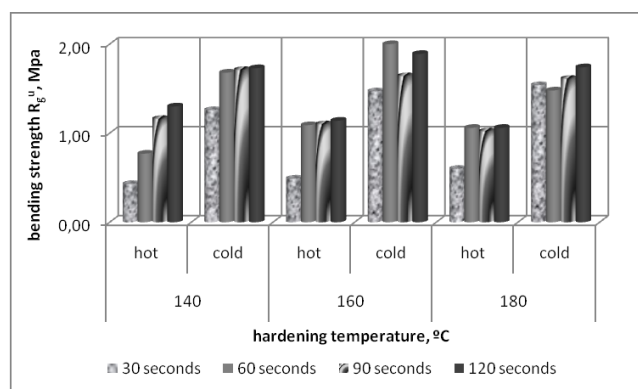 bending strength Rgᵘ, Mpa
2,00
1,00
0,00
hot cold hot cold hot cold
140 160 180
hardening temperature, ºC
30 seconds 60 seconds 90 seconds 120 seconds